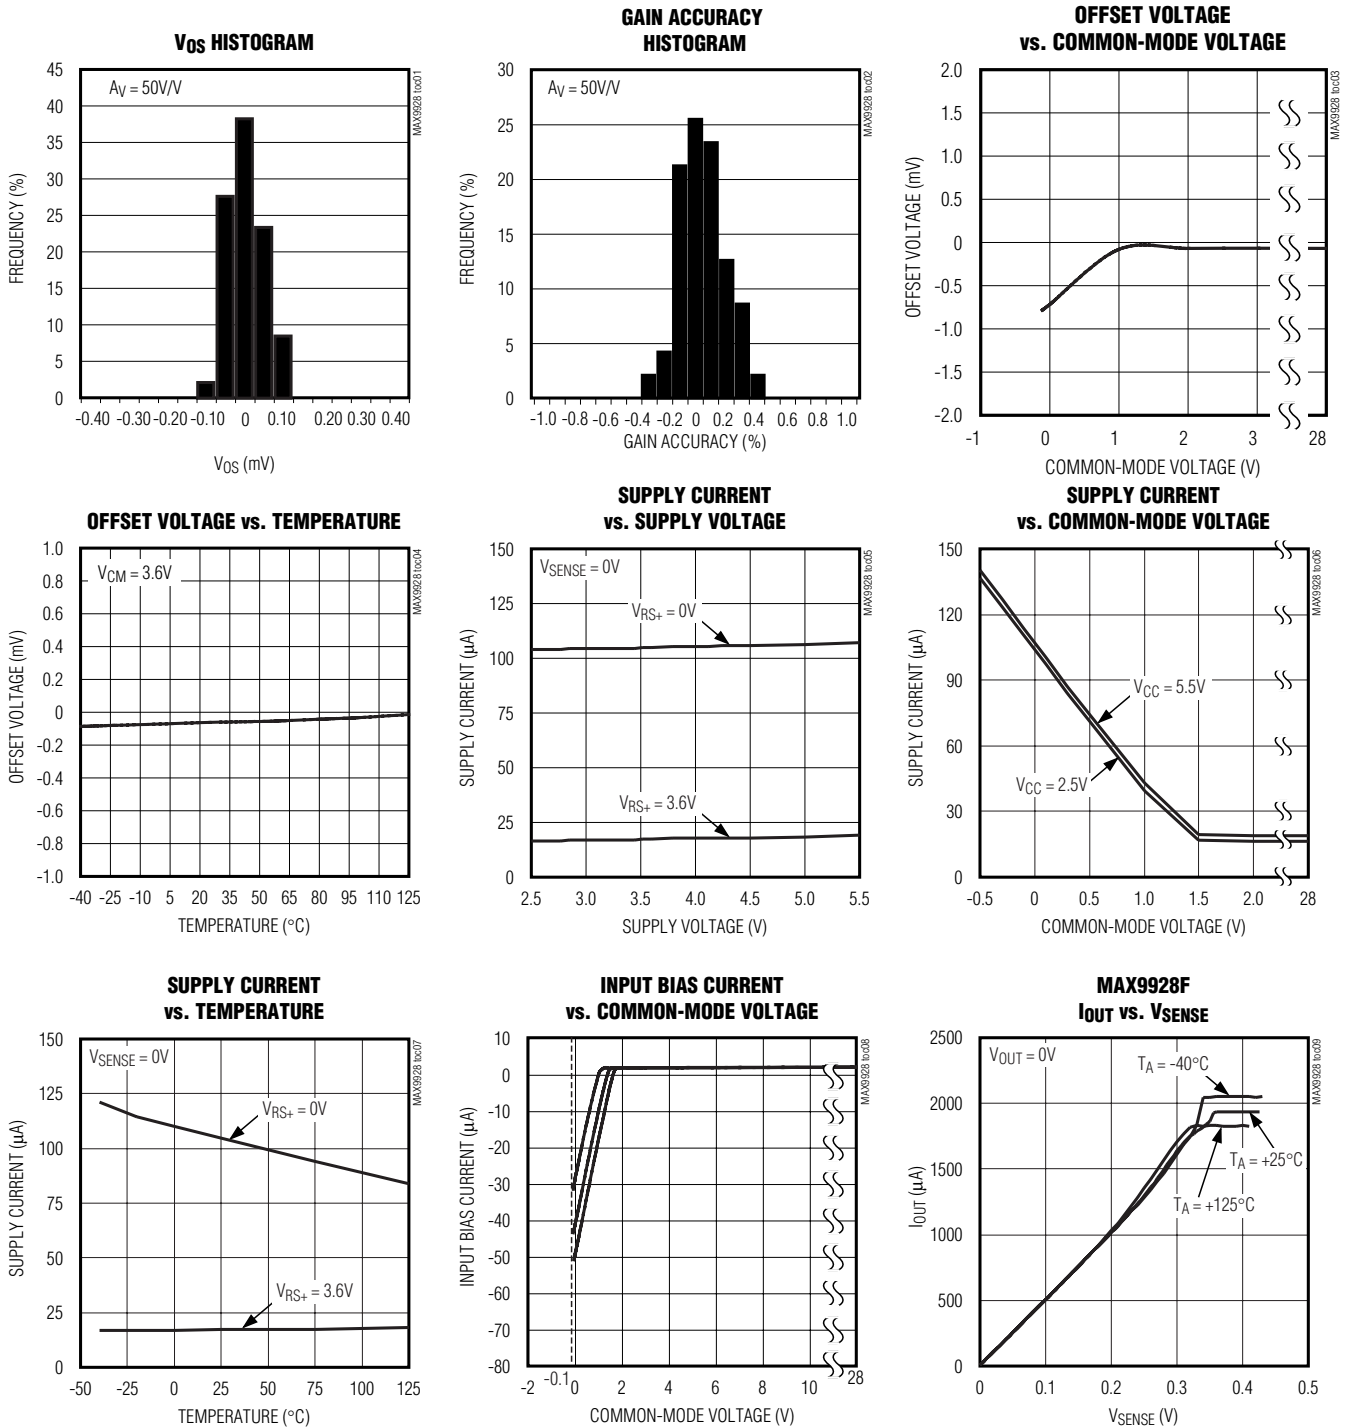 VOS HISTOGRAM
AV = 50V/V
MAX9928 toc01
FREQUENCY (%)
45
40
35
30
25
20
15
10
5
0
-0.40 -0.30 -0.20 -0.10 0 0.10 0.20 0.30 0.40
VOS (mV)
GAIN ACCURACY
HISTOGRAM
AV = 50V/V
MAX9928 toc02
FREQUENCY (%)
30
25
20
15
10
5
0
-1.0 -0.8 -0.6 -0.4 -0.2 0 0.2 0.4 0.6 0.8 1.0
GAIN ACCURACY (%)
OFFSET VOLTAGE
vs. COMMON-MODE VOLTAGE
MAX9928 toc03
OFFSET VOLTAGE (mV)
2.0
1.5
1.0
0.5
0
-0.5
-1.0
-1.5
-2.0
-1 0 1 2 3 28
COMMON-MODE VOLTAGE (V)
OFFSET VOLTAGE vs. TEMPERATURE
VCM = 3.6V
MAX9928 toc04
OFFSET VOLTAGE (mV)
1.0
0.8
0.6
0.4
0.2
0
-0.2
-0.4
-0.6
-0.8
-1.0
-40 -25 -10 5 20 35 50 65 80 95 110 125
TEMPERATURE (°C)
SUPPLY CURRENT
vs. SUPPLY VOLTAGE
VSENSE = 0V
MAX9928 toc05
VRS+ = 0V
VRS+ = 3.6V
SUPPLY CURRENT (µA)
150
125
100
75
50
25
0
2.5 3.0 3.5 4.0 4.5 5.0 5.5
SUPPLY VOLTAGE (V)
SUPPLY CURRENT
vs. COMMON-MODE VOLTAGE
MAX9928 toc06
VCC = 5.5V
VCC = 2.5V
SUPPLY CURRENT (µA)
150
120
90
60
30
0
-0.5 0 0.5 1.0 1.5 2.0 28
COMMON-MODE VOLTAGE (V)
SUPPLY CURRENT
vs. TEMPERATURE
VSENSE = 0V
MAX9928 toc07
VRS+ = 0V
VRS+ = 3.6V
SUPPLY CURRENT (µA)
150
125
100
75
50
25
0
-50 -25 0 25 50 75 100 125
TEMPERATURE (°C)
INPUT BIAS CURRENT
vs. COMMON-MODE VOLTAGE
MAX9928 toc08
INPUT BIAS CURRENT (µA)
10
0
-10
-20
-30
-40
-50
-60
-70
-80
-2 -0.1 0 2 4 6 8 10 28
COMMON-MODE VOLTAGE (V)
MAX9928F
IOUT vs. VSENSE
VOUT = 0V
MAX9928 toc09
TA = -40°C
TA = +25°C
TA = +125°C
IOUT (µA)
2500
2000
1500
1000
500
0
0 0.1 0.2 0.3 0.4 0.5
VSENSE (V)